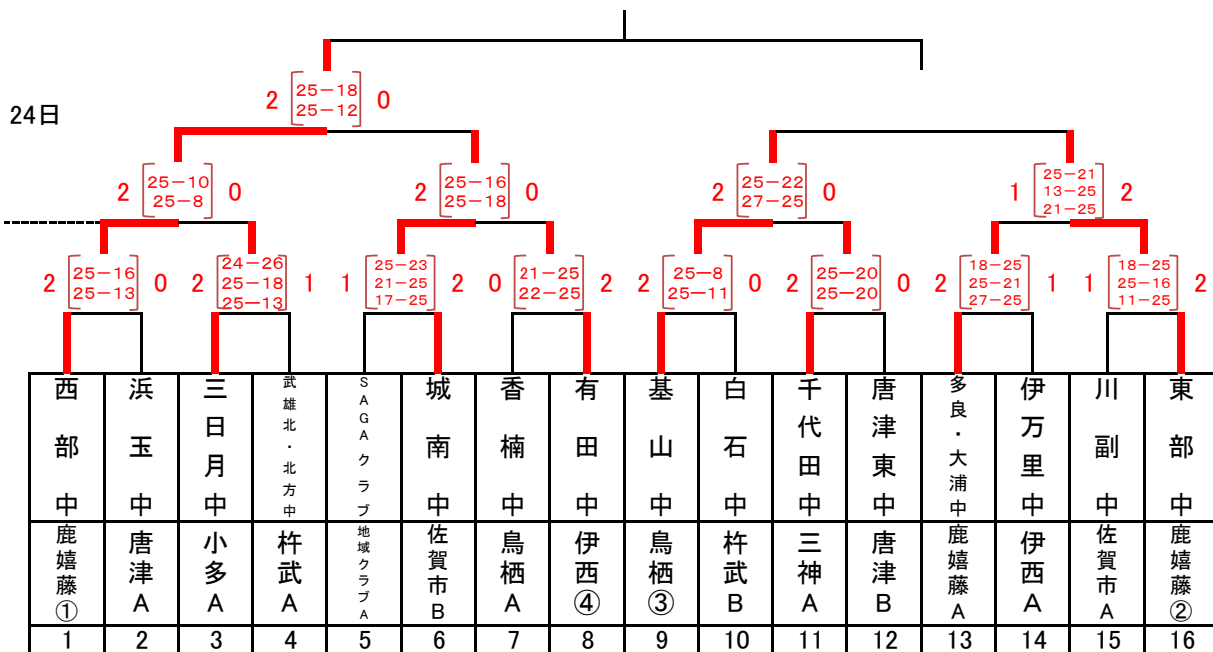 2 25-18 0
25-12
24日
2 25-10 0 2 25-16 0 2 25-22 0 1 25-21 2
25-8 25-18 27-25 13-25
21-25
2 25-16 0 2 24-26 1 1 25-23 2 0 21-25 2 2 25-8 0 2 25-20 0 2 18-25 1 1 18-25 2
25-13 25-18 21-25 22-25 25-11 25-20 25-21 25-16
25-13 17-25 27-25 11-25
西部中 浜玉中 三日月中 武雄北・北方中 SAGAクラブ 城南中 香楠中 有田中 基山中 白石中 千代田中 唐津東中 多良・大浦中 伊万里中 川副中 東部中
鹿嬉藤① 唐津A 小多A 杵武A 地域クラブA 佐賀市B 鳥栖A 伊西④ 鳥栖③ 杵武B 三神A 唐津B 鹿嬉藤A 伊西A 佐賀市A 鹿嬉藤②
1 2 3 4 5 6 7 8 9 10 11 12 13 14 15 16